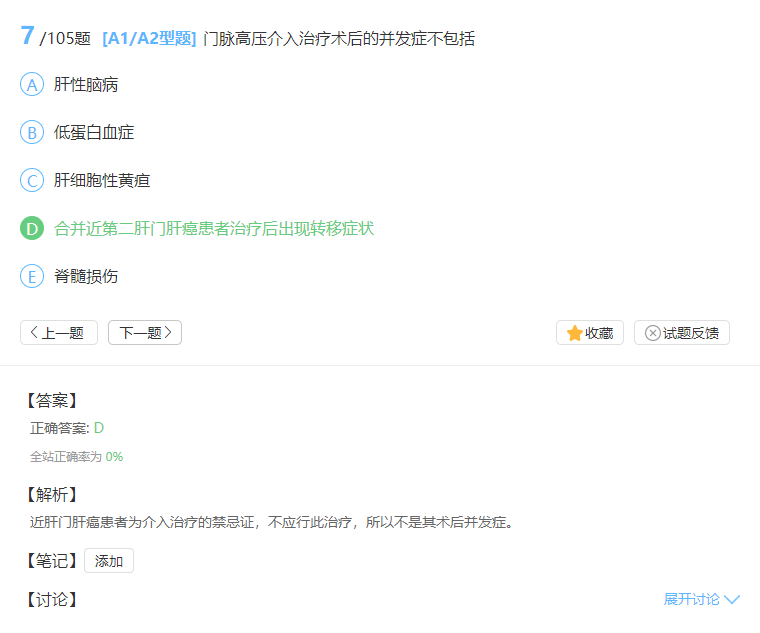 7 /105题 [A1/A2型题] 门脉高压介入治疗术后的并发症不包括
A 肝性脑病
B 低蛋白血症
C 肝细胞性黄疸
D 合并近第二肝门肝癌患者治疗后出现转移症状
E 脊髓损伤
上一题 下一题 收藏 试题反馈
【答案】
正确答案: D
全站正确率为 0%
【解析】
近肝门肝癌患者为介入治疗的禁忌证，不应行此治疗，所以不是其术后并发症。
【笔记】 添加
【讨论】 展开讨论